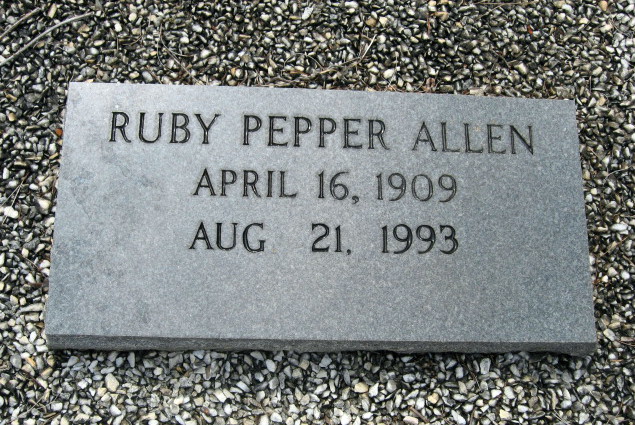 RUBY PEPPER ALLEN
APRIL 16, 1909
AUG 21, 1993